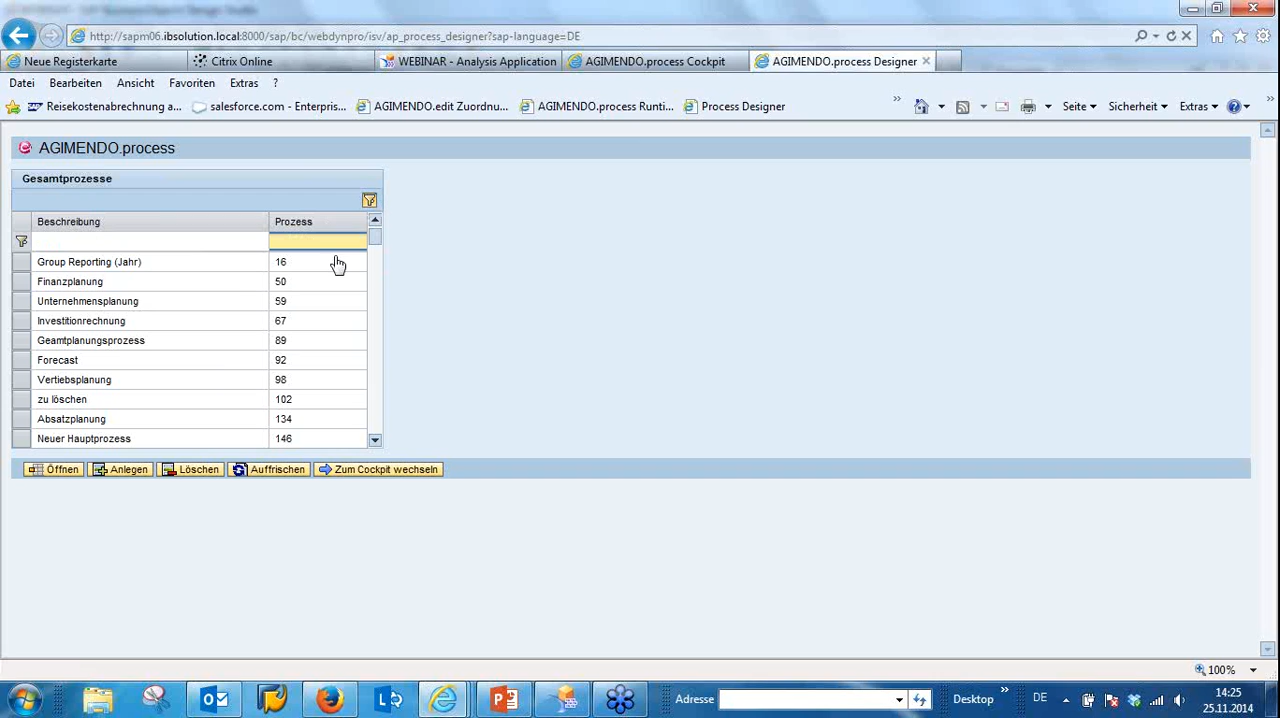 http://sapm06.ibsolution.local:8000/sap/bc/webdynpro/isv/ap_process_designer?sap-language=DE
Neue Registerkarte
Citrix Online
WEBINAR - Analysis Application
AGIMENDO.process Cockpit
AGIMENDO.process Designer
Datei Bearbeiten Ansicht Favoriten Extras ?
Reisekostenabrechnung a... salesforce.com - Enterpris... AGIMENDO.edit Zuordnu... AGIMENDO.process Runti... Process Designer » Seite Sicherheit Extras »
AGIMENDO.process
Gesamtprozesse
Beschreibung Prozess
Group Reporting (Jahr) 16
Finanzplanung 50
Unternehmensplanung 59
Investitionrechnung 67
Geamtplanungsprozess 89
Forecast 92
Vertiebsplanung 98
zu löschen 102
Absatzplanung 134
Neuer Hauptprozess 146
Öffnen Anlegen Löschen Auffrischen Zum Cockpit wechseln
100%
Adresse Desktop » DE 14:25
25.11.2014